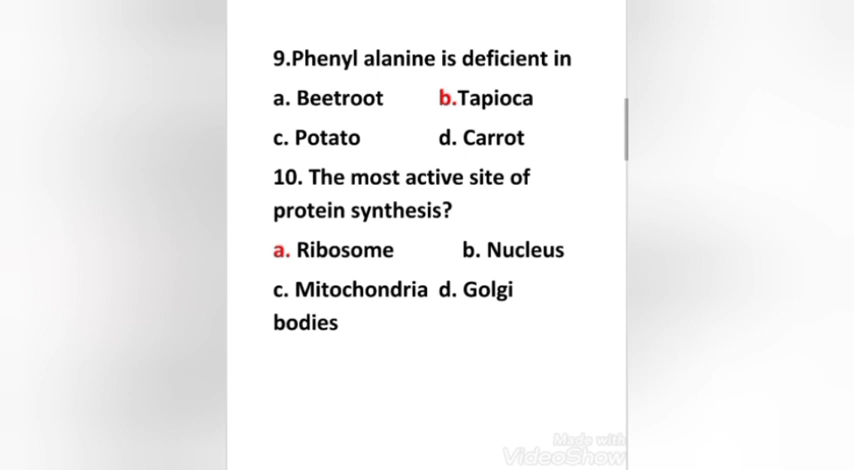 9.Phenyl alanine is deficient in
a. Beetroot b.Tapioca
c. Potato d. Carrot
10. The most active site of
protein synthesis?
a. Ribosome b. Nucleus
c. Mitochondria d. Golgi
bodies
Made with
VideoShow